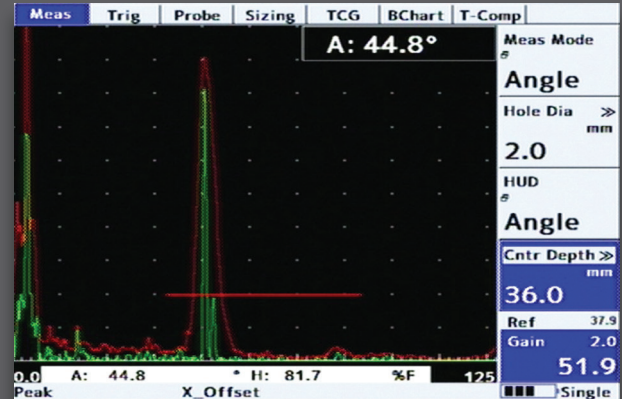 Meas Trig Probe Sizing TCG BChart T-Comp
A: 44.8°
Meas Mode
Angle
Hole Dia >>
mm
2.0
HUD
Angle
Cntr Depth >>
mm
36.0
Ref 37.9
Gain 2.0
51.9
0.0 A: 44.8 ° H: 81.7 %F 125
Peak X_Offset Single